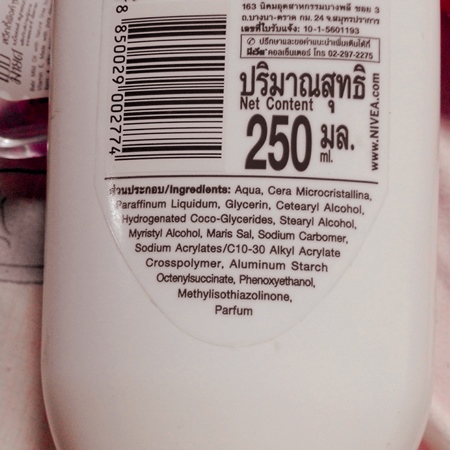 163 นิคมอุตสาหกรรมบางพลี ซอย 3
ถ.บางนา-ตราด กม. 24 จ.สมุทรปราการ
เลขที่ใบรับแจ้ง: 10-1-5601193
ปรึกษาและขอคำแนะนำเพิ่มเติมได้ที่
นีเวีย คอลเซ็นเตอร์ โทร 02-297-2275
ปริมาณสุทธิ
Net Content
250 มล.
ml.
www.NIVEA.com
8 850029 002774
ส่วนประกอบ/Ingredients: Aqua, Cera Microcristallina,
Paraffinum Liquidum, Glycerin, Cetearyl Alcohol,
Hydrogenated Coco-Glycerides, Stearyl Alcohol,
Myristyl Alcohol, Maris Sal, Sodium Carbomer,
Sodium Acrylates/C10-30 Alkyl Acrylate
Crosspolymer, Aluminum Starch
Octenylsuccinate, Phenoxyethanol,
Methylisothiazolinone,
Parfum